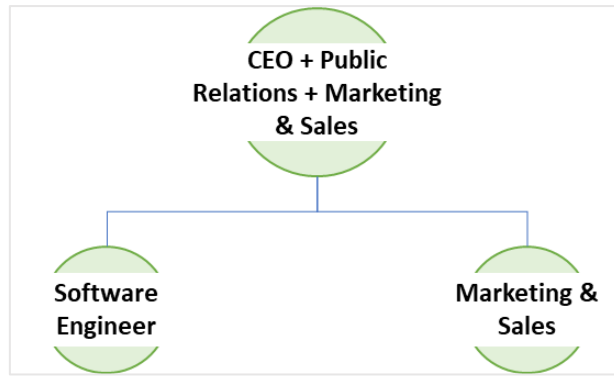 CEO + Public
Relations + Marketing
& Sales
Software
Engineer
Marketing &
Sales